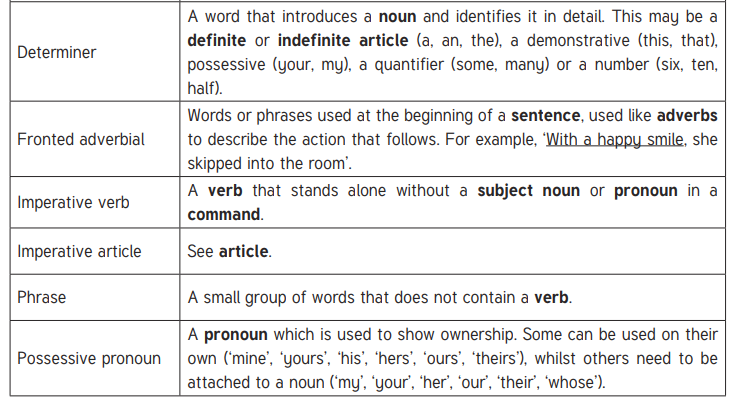 A word that introduces a noun and identifies it in detail. This may be a
definite or indefinite article (a, an, the), a demonstrative (this, that),
Determiner
possessive (your, my), a quantifier (some, many) or a number (six, ten,
half).
Words or phrases used at the beginning of a sentence, used like adverbs
Fronted adverbial
to describe the action that follows. For example, ‘With a happy smile, she
skipped into the room’.
A verb that stands alone without a subject noun or pronoun in a
Imperative verb
command.
Imperative article
See article.
Phrase
A small group of words that does not contain a verb.
A pronoun which is used to show ownership. Some can be used on their
Possessive pronoun
own (‘mine’, ‘yours’, ‘his’, ‘hers’, ‘ours’, ‘theirs’), whilst others need to be
attached to a noun (‘my’, ‘your’, ‘her’, ‘our’, ‘their’, ‘whose’).